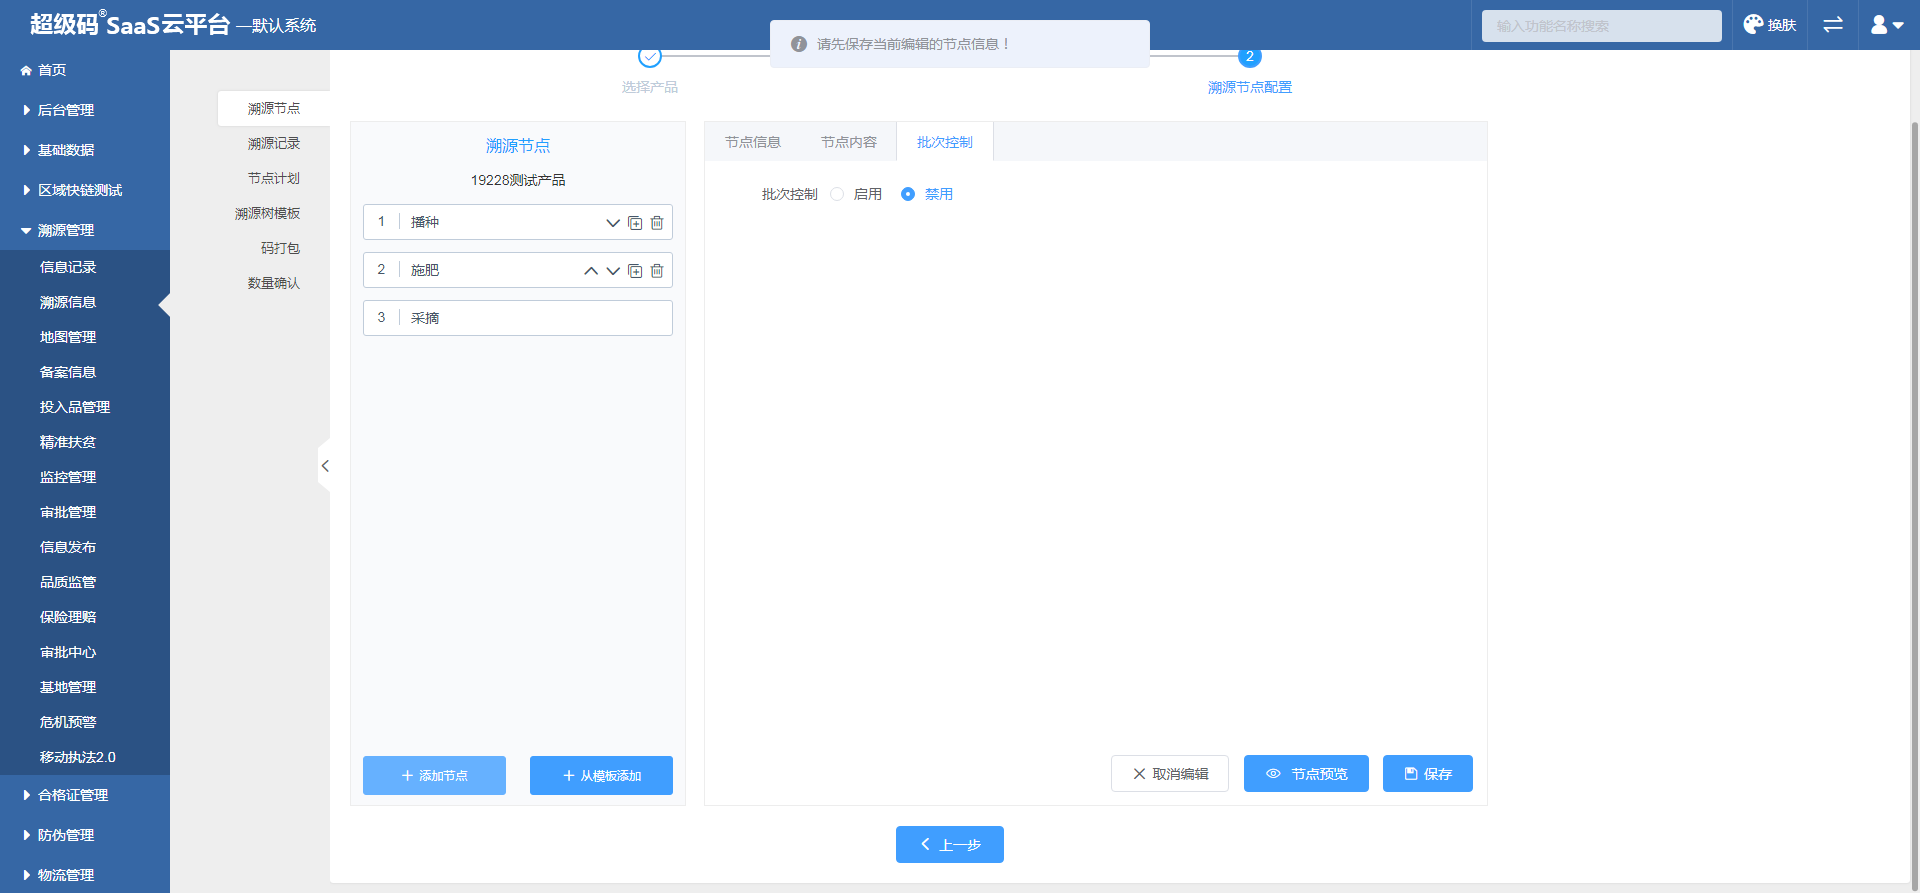 超级码®SaaS云平台 —默认系统
输入功能名称搜索
换肤
请先保存当前编辑的节点信息！
首页
后台管理
基础数据
区域快链测试
溯源管理
信息记录
溯源信息
地图管理
备案信息
投入品管理
精准扶贫
监控管理
审批管理
信息发布
品质监管
保险理赔
审批中心
基地管理
危机预警
移动执法2.0
合格证管理
防伪管理
物流管理
溯源节点
溯源记录
节点计划
溯源树模板
码打包
数量确认
选择产品
2
溯源节点配置
溯源节点
19228测试产品
1 播种
2 施肥
3 采摘
添加节点
从模板添加
节点信息 节点内容 批次控制
批次控制 启用 禁用
取消编辑 节点预览 保存
上一步